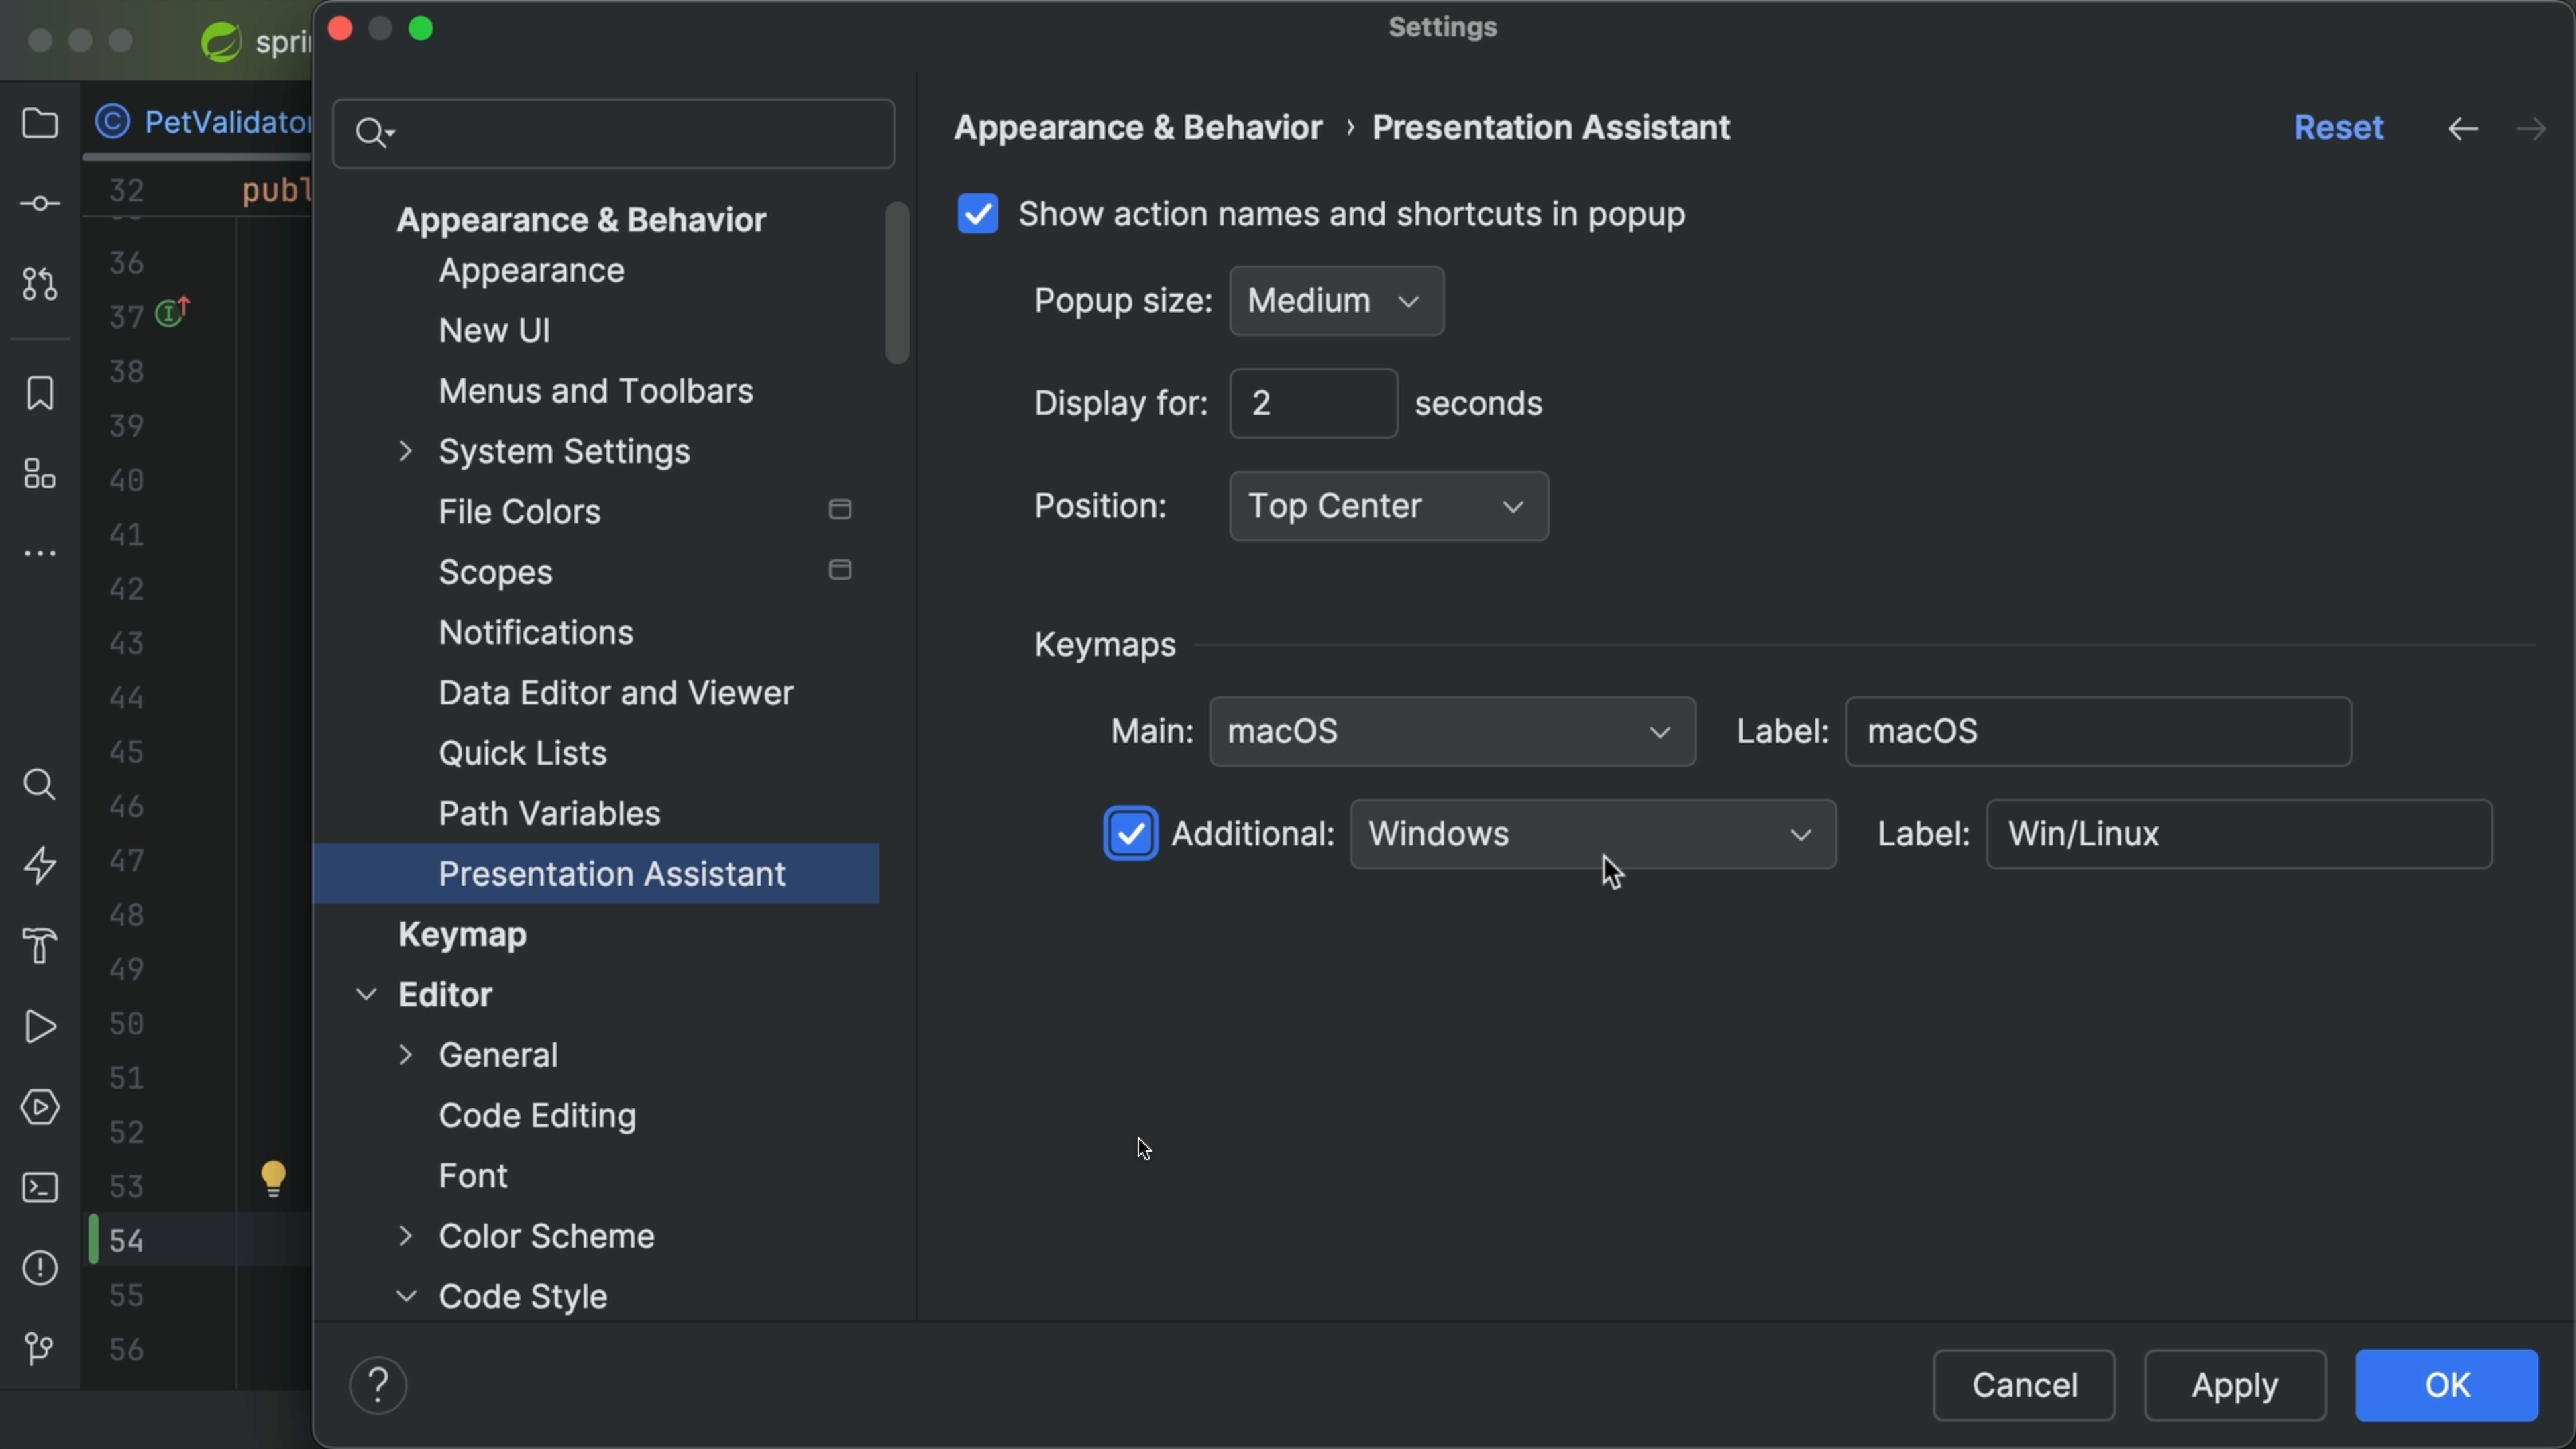 Settings
spri
PetValidator
32 publ
36
37
38
39
40
41
42
43
44
45
46
47
48
49
50
51
52
53
54
55
56
Appearance & Behavior
Appearance
New UI
Menus and Toolbars
System Settings
File Colors
Scopes
Notifications
Data Editor and Viewer
Quick Lists
Path Variables
Presentation Assistant
Keymap
Editor
General
Code Editing
Font
Color Scheme
Code Style
Appearance & Behavior › Presentation Assistant
Reset
Show action names and shortcuts in popup
Popup size: Medium
Display for: 2 seconds
Position: Top Center
Keymaps
Main: macOS Label: macOS
Additional: Windows Label: Win/Linux
?
Cancel Apply OK